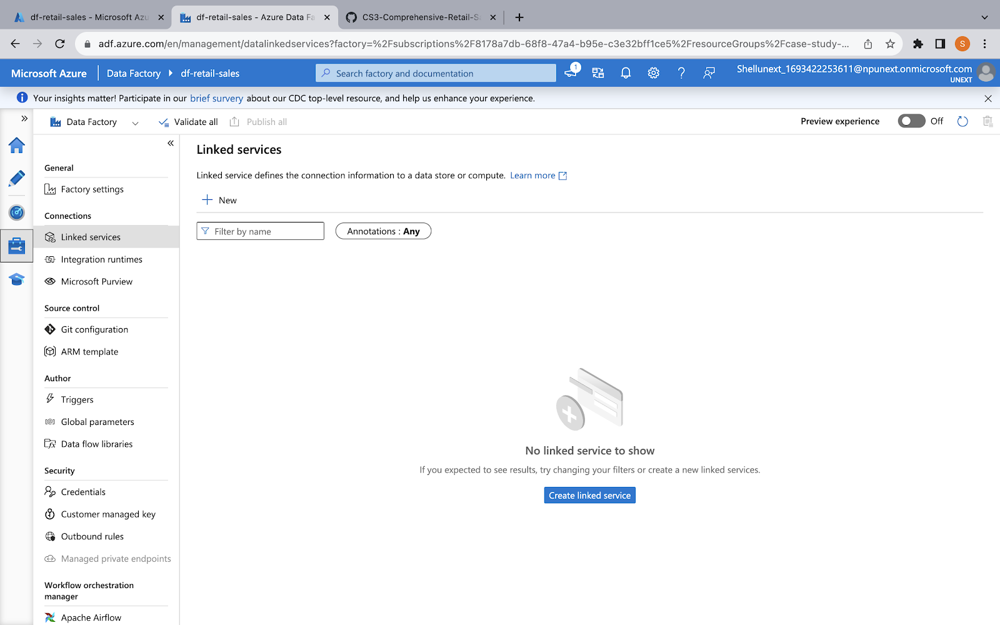 df-retail-sales - Microsoft Azu
df-retail-sales - Azure Data Fa
CS3-Comprehensive-Retail-S
adf.azure.com/en/management/datalinkedservices?factory=%2Fsubscriptions%2F8178a7db-68f8-47a4-b95e-c3e32bff1ce5%2FresourceGroups%2Fcase-study-...
S
Microsoft Azure
Data Factory
df-retail-sales
Search factory and documentation
1
Shellunext_1693422253611@npunext.onmicrosoft.com
UNEXT
Your insights matter! Participate in our brief survery about our CDC top-level resource, and help us enhance your experience.
Data Factory
Validate all
Publish all
Preview experience
Off
General
Factory settings
Connections
Linked services
Integration runtimes
Microsoft Purview
Source control
Git configuration
ARM template
Author
Triggers
Global parameters
Data flow libraries
Security
Credentials
Customer managed key
Outbound rules
Managed private endpoints
Workflow orchestration
manager
Apache Airflow
Linked services
Linked service defines the connection information to a data store or compute. Learn more
New
Filter by name
Annotations : Any
No linked service to show
If you expected to see results, try changing your filters or create a new linked services.
Create linked service